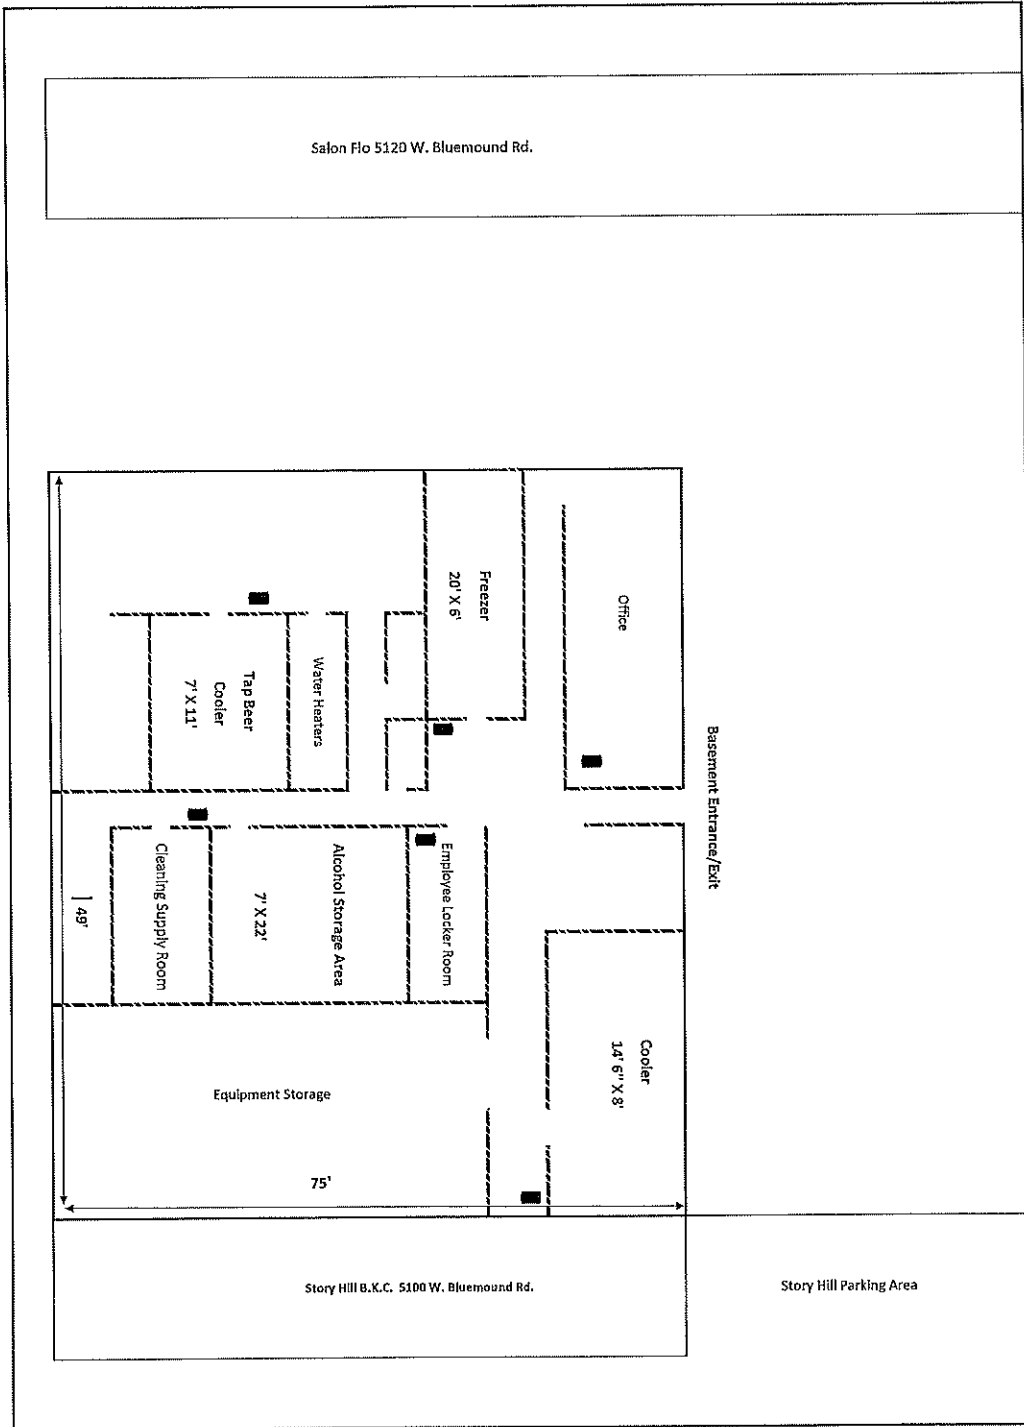 Salon Flo 5120 W. Bluemound Rd.
Office
Freezer
20' X 6'
Water Heaters
Tap Beer
Cooler
7' X 11'
Basement Entrance/Exit
Employee Locker Room
Alcohol Storage Area
7' X 22'
Cleaning Supply Room
49'
Cooler
14' 6" X 8'
Equipment Storage
75'
Story Hill B.K.C. 5100 W. Bluemound Rd.
Story Hill Parking Area